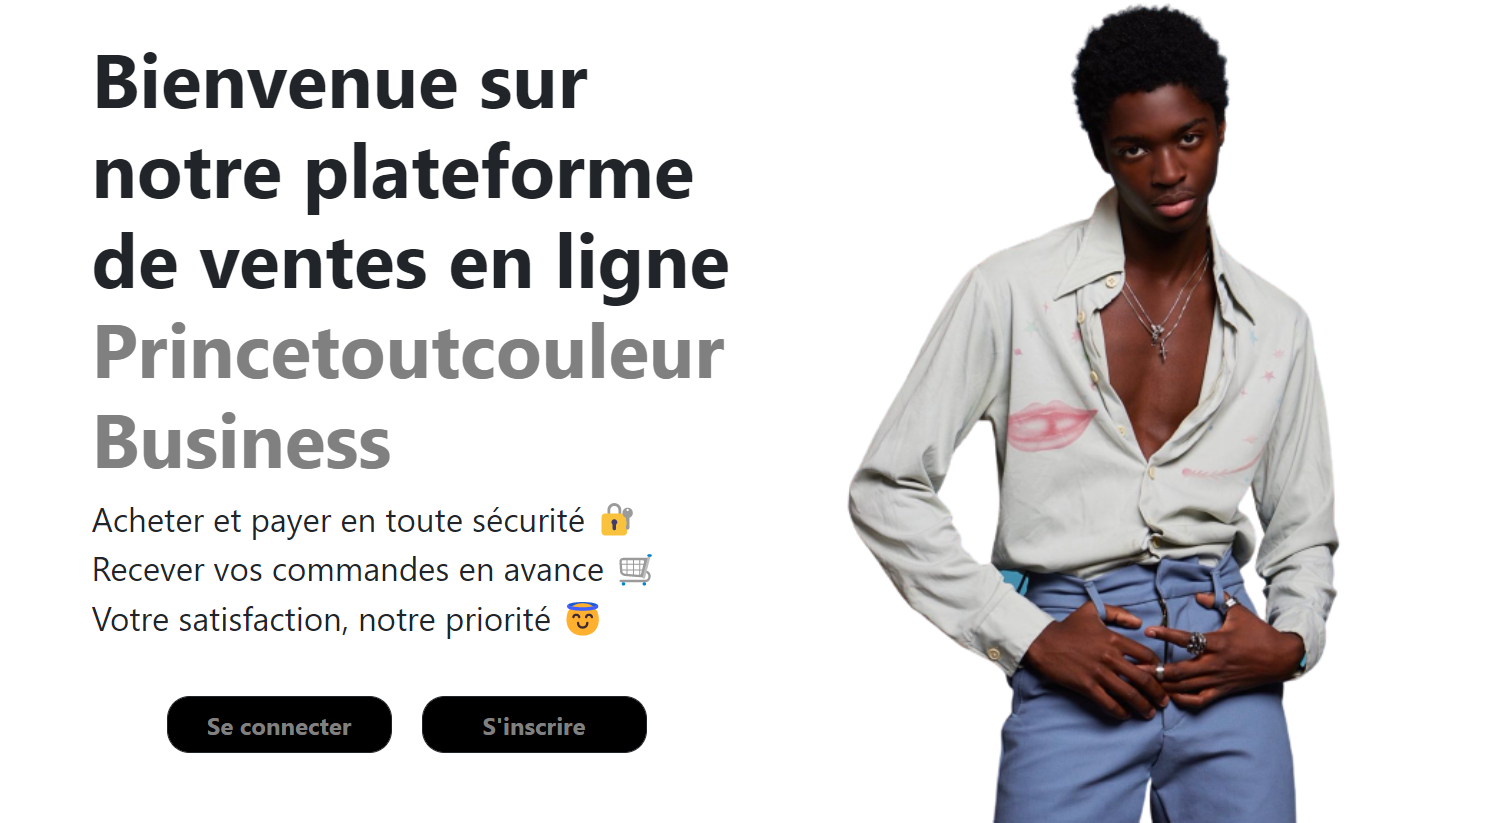 Bienvenue sur
notre plateforme
de ventes en ligne
Princetoutcouleur
Business
Acheter et payer en toute sécurité 🔐
Recever vos commandes en avance 🛒
Votre satisfaction, notre priorité 😇
Se connecter
S'inscrire